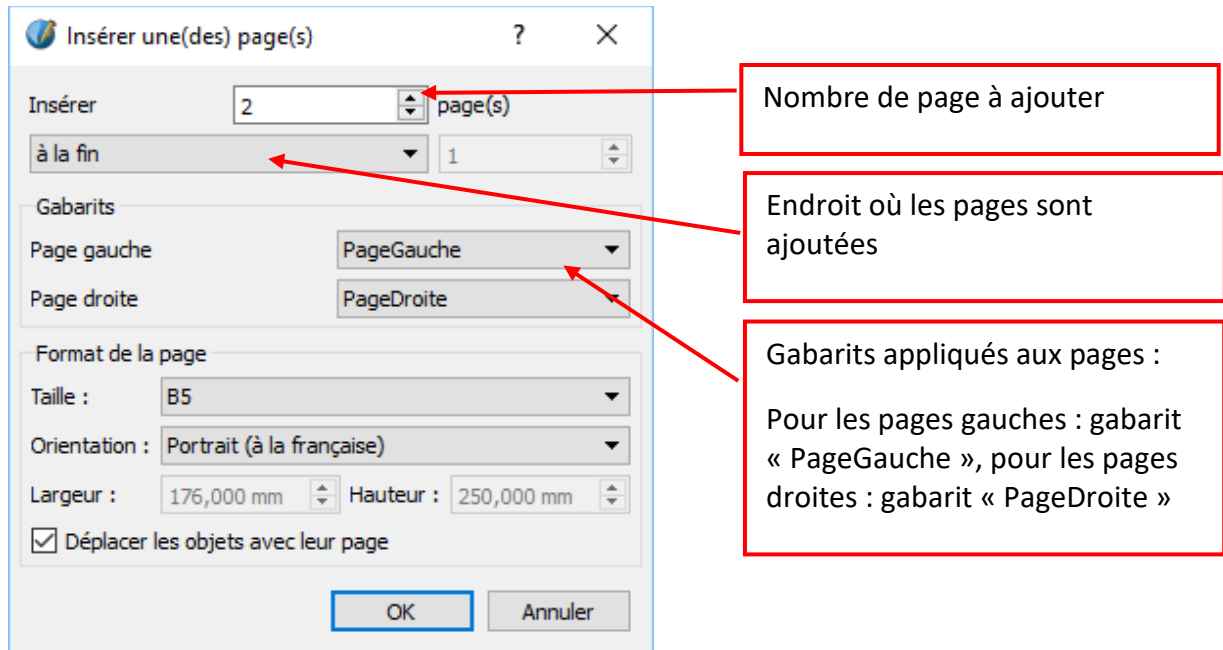 Insérer une(des) page(s) ?
Insérer 2 page(s)
à la fin 1
Gabarits
Page gauche PageGauche
Page droite PageDroite
Format de la page
Taille : B5
Orientation : Portrait (à la française)
Largeur : 176,000 mm Hauteur : 250,000 mm
Déplacer les objets avec leur page
OK Annuler
Nombre de page à ajouter
Endroit où les pages sont
ajoutées
Gabarits appliqués aux pages :
Pour les pages gauches : gabarit
« PageGauche », pour les pages
droites : gabarit « PageDroite »